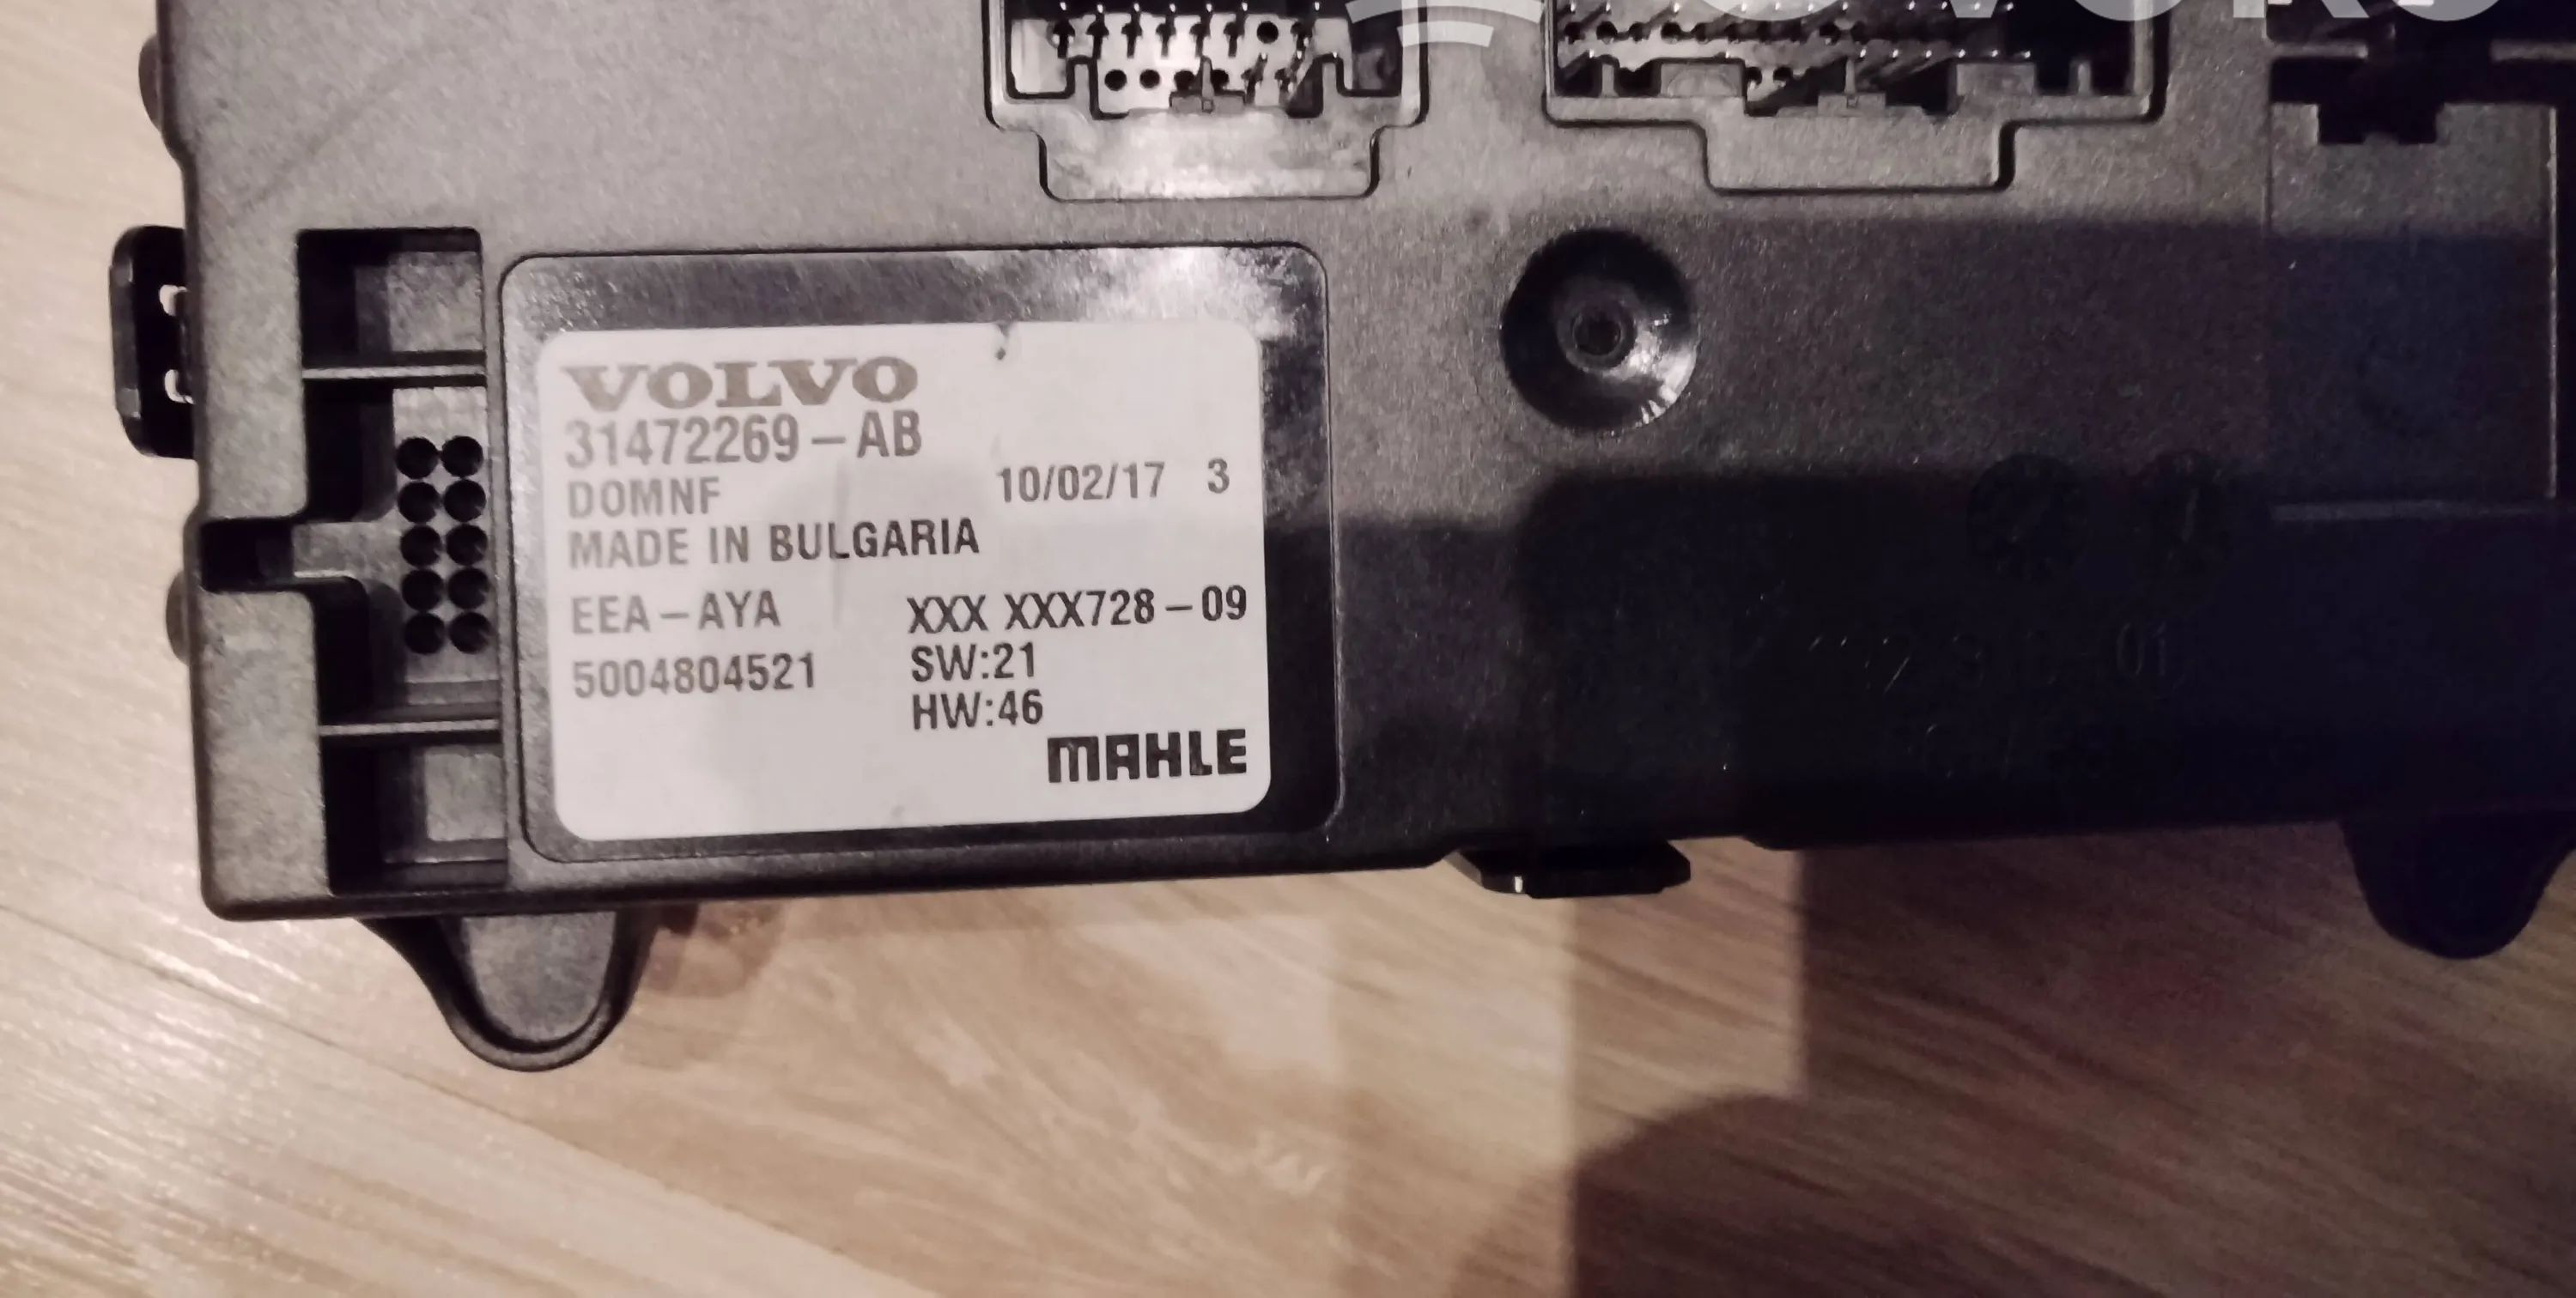 VOLVO
31472269-AB
DOMNF 10/02/17 3
MADE IN BULGARIA
EEA-AYA XXX XXX728-09
5004804521 SW:21
HW:46
MAHLE
01